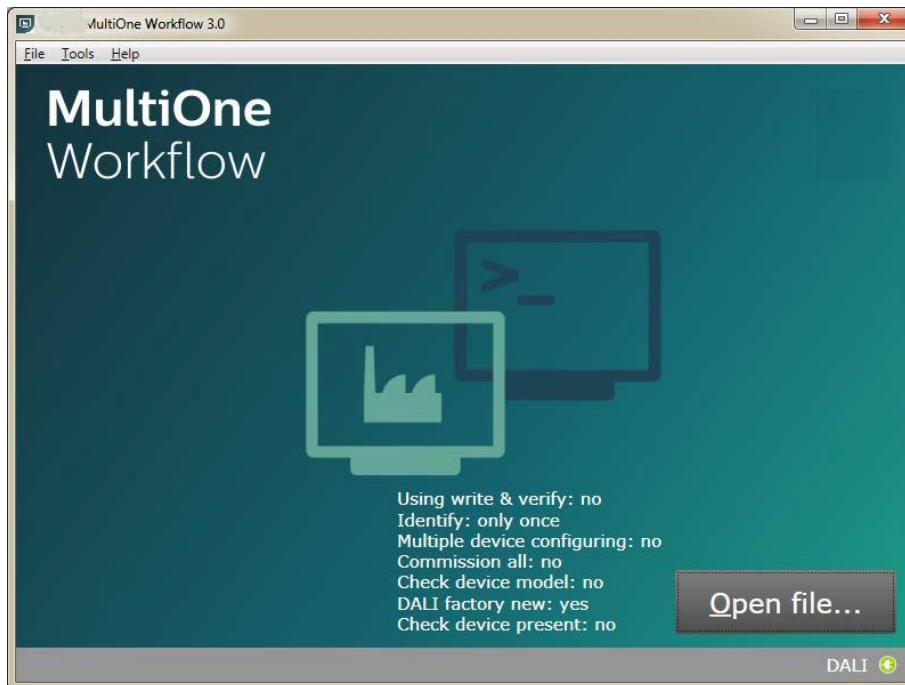 MultiOne Workflow 3.0
File Tools Help
MultiOne
Workflow
>_
Using write & verify: no
Identify: only once
Multiple device configuring: no
Commission all: no
Check device model: no
DALI factory new: yes
Check device present: no
Open file...
DALI